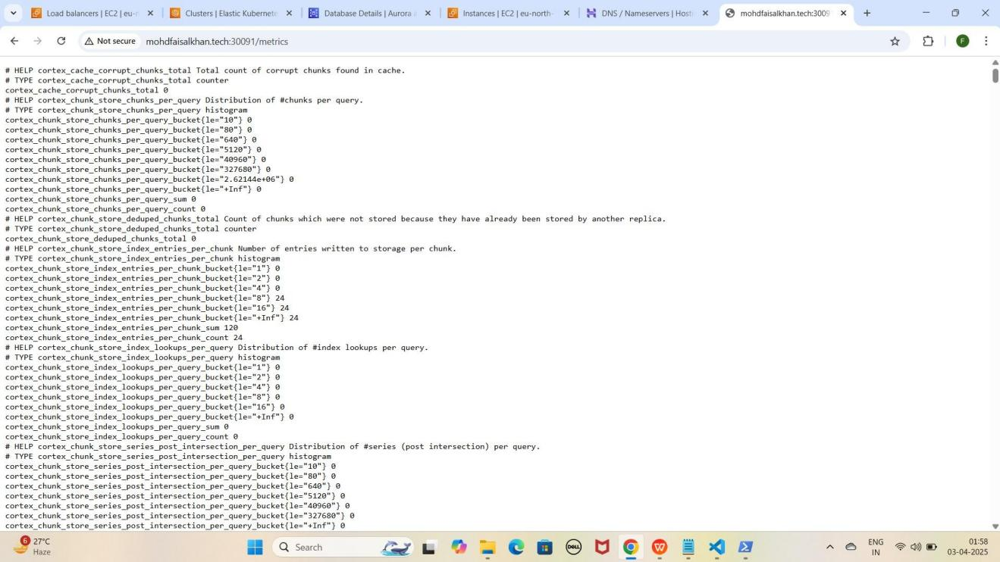 Load balancers | EC2 | eu-n
Clusters | Elastic Kubernete
Database Details | Aurora a
Instances | EC2 | eu-north-
DNS / Nameservers | Hosti
mohdfaisalkhan.tech:3009
Not secure
mohdfaisalkhan.tech:30091/metrics
F
# HELP cortex_cache_corrupt_chunks_total Total count of corrupt chunks found in cache.
# TYPE cortex_cache_corrupt_chunks_total counter
cortex_cache_corrupt_chunks_total 0
# HELP cortex_chunk_store_chunks_per_query Distribution of #chunks per query.
# TYPE cortex_chunk_store_chunks_per_query histogram
cortex_chunk_store_chunks_per_query_bucket{le="10"} 0
cortex_chunk_store_chunks_per_query_bucket{le="80"} 0
cortex_chunk_store_chunks_per_query_bucket{le="640"} 0
cortex_chunk_store_chunks_per_query_bucket{le="5120"} 0
cortex_chunk_store_chunks_per_query_bucket{le="40960"} 0
cortex_chunk_store_chunks_per_query_bucket{le="327680"} 0
cortex_chunk_store_chunks_per_query_bucket{le="2.62144e+06"} 0
cortex_chunk_store_chunks_per_query_bucket{le="+Inf"} 0
cortex_chunk_store_chunks_per_query_sum 0
cortex_chunk_store_chunks_per_query_count 0
# HELP cortex_chunk_store_deduped_chunks_total Count of chunks which were not stored because they have already been stored by another replica.
# TYPE cortex_chunk_store_deduped_chunks_total counter
cortex_chunk_store_deduped_chunks_total 0
# HELP cortex_chunk_store_index_entries_per_chunk Number of entries written to storage per chunk.
# TYPE cortex_chunk_store_index_entries_per_chunk histogram
cortex_chunk_store_index_entries_per_chunk_bucket{le="1"} 0
cortex_chunk_store_index_entries_per_chunk_bucket{le="2"} 0
cortex_chunk_store_index_entries_per_chunk_bucket{le="4"} 0
cortex_chunk_store_index_entries_per_chunk_bucket{le="8"} 24
cortex_chunk_store_index_entries_per_chunk_bucket{le="16"} 24
cortex_chunk_store_index_entries_per_chunk_bucket{le="+Inf"} 24
cortex_chunk_store_index_entries_per_chunk_sum 120
cortex_chunk_store_index_entries_per_chunk_count 24
# HELP cortex_chunk_store_index_lookups_per_query Distribution of #index lookups per query.
# TYPE cortex_chunk_store_index_lookups_per_query histogram
cortex_chunk_store_index_lookups_per_query_bucket{le="1"} 0
cortex_chunk_store_index_lookups_per_query_bucket{le="2"} 0
cortex_chunk_store_index_lookups_per_query_bucket{le="4"} 0
cortex_chunk_store_index_lookups_per_query_bucket{le="8"} 0
cortex_chunk_store_index_lookups_per_query_bucket{le="16"} 0
cortex_chunk_store_index_lookups_per_query_bucket{le="+Inf"} 0
cortex_chunk_store_index_lookups_per_query_sum 0
cortex_chunk_store_index_lookups_per_query_count 0
# HELP cortex_chunk_store_series_post_intersection_per_query Distribution of #series (post intersection) per query.
# TYPE cortex_chunk_store_series_post_intersection_per_query histogram
cortex_chunk_store_series_post_intersection_per_query_bucket{le="10"} 0
cortex_chunk_store_series_post_intersection_per_query_bucket{le="80"} 0
cortex_chunk_store_series_post_intersection_per_query_bucket{le="640"} 0
cortex_chunk_store_series_post_intersection_per_query_bucket{le="5120"} 0
cortex_chunk_store_series_post_intersection_per_query_bucket{le="40960"} 0
cortex_chunk_store_series_post_intersection_per_query_bucket{le="327680"} 0
cortex_chunk_store_series_post_intersection_per_query_bucket{le="+Inf"} 0
6
27°C
Haze
Search
DELL
ENG
IN
01:58
03-04-2025